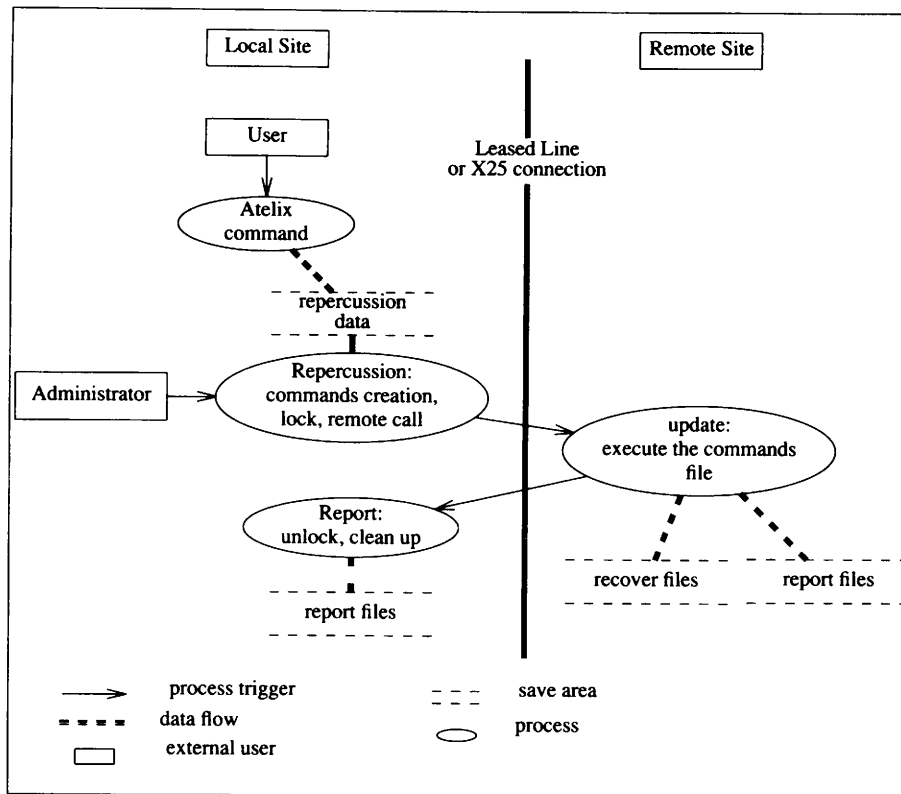 Local Site
Remote Site
User
Leased Line
or X25 connection
Atelix
command
repercussion
data
Administrator
Repercussion:
commands creation,
lock, remote call
update:
execute the commands
file
Report:
unlock, clean up
recover files
report files
report files
process trigger
save area
data flow
process
external user